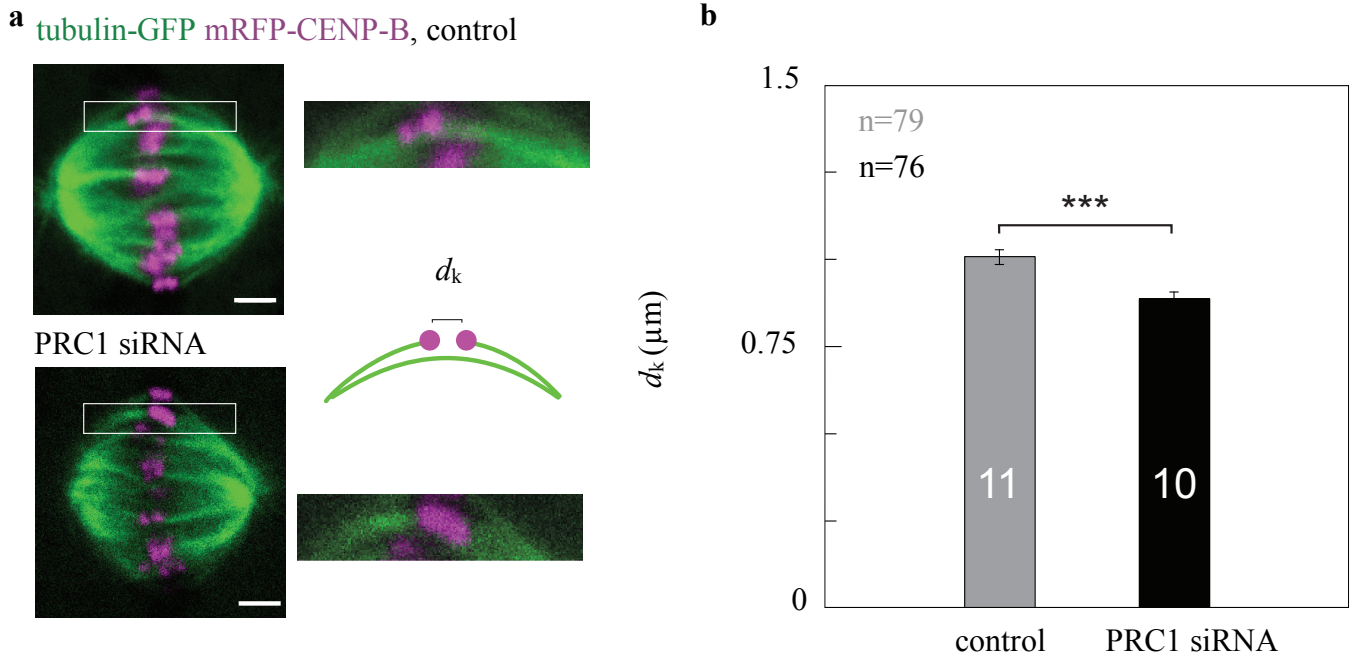 a
tubulin-GFP mRFP-CENP-B, control
PRC1 siRNA
dk
b
1.5
n=79
n=76
***
dk (μm)
0.75
11
10
0
control PRC1 siRNA